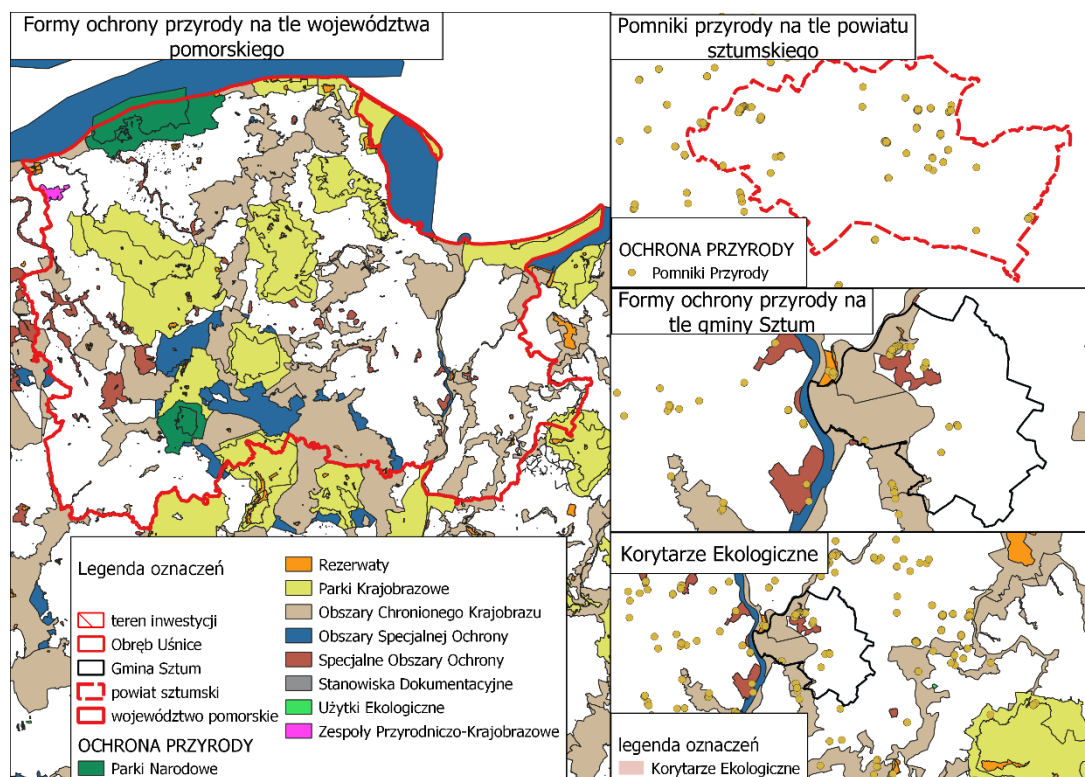 Formy ochrony przyrody na tle województwa
pomorskiego
Legenda oznaczeń
teren inwestycji
Obręb Uśnice
Gmina Sztum
powiat sztumski
województwo pomorskie
OCHRONA PRZYRODY
Parki Narodowe
Rezerwaty
Parki Krajobrazowe
Obszary Chronionego Krajobrazu
Obszary Specjalnej Ochrony
Specjalne Obszary Ochrony
Stanowiska Dokumentacyjne
Użytki Ekologiczne
Zespoły Przyrodniczo-Krajobrazowe
Pomniki przyrody na tle powiatu
sztumskiego
OCHRONA PRZYRODY
Pomniki Przyrody
Formy ochrony przyrody na
tle gminy Sztum
Korytarze Ekologiczne
legenda oznaczeń
Korytarze Ekologiczne